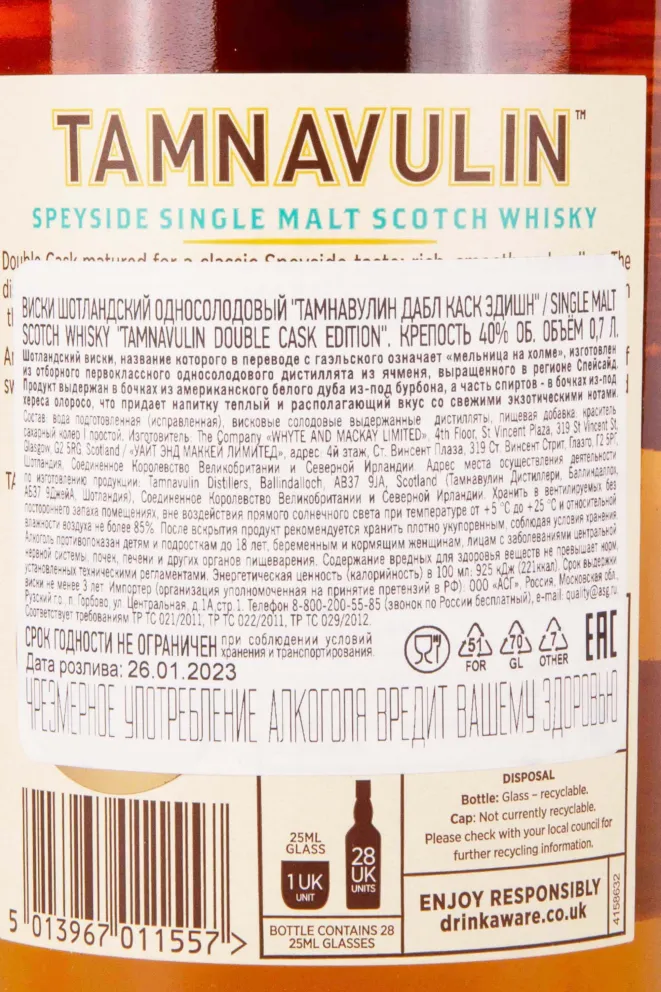 TAMNAVULIN™
SPEYSIDE SINGLE MALT SCOTCH WHISKY
Double Cask matured for a classic Speyside taste: rich, smooth The
ВИСКИ ШОТЛАНДСКИЙ ОДНОСОЛОДОВЫЙ "ТАМНАВУЛИН ДАБЛ КАСК ЭДИШН" / SINGLE MALT
SCOTCH WHISKY "TAMNAVULIN DOUBLE CASK EDITION". КРЕПОСТЬ 40% ОБ. ОБЪЁМ 0,7 Л.
Шотландский виски, название которого в переводе с гаэльского означает «мельница на холме», изготовлен
из отборного первоклассного односолодового дистиллята из ячменя, выращенного в регионе Спейсайд.
Продукт выдержан в бочках из американского белого дуба из-под бурбона, а часть спиртов - в бочках из-под
хереса олоросо, что придает напитку теплый и располагающий вкус со свежими экзотическими нотами.
Состав: вода подготовленная (исправленная), висковые солодовые выдержанные дистилляты, пищевая добавка: краситель
сахарный колер I простой. Изготовитель: The Company «WHYTE AND MACKAY LIMITED», 4th Floor, St Vincent Plaza, 319 St Vincent St,
Glasgow, G2 5RG Scotland / «УАЙТ ЭНД МАККЕЙ ЛИМИТЕД», адрес: 4й этаж, Ст. Винсент Плаза, 319 Ст. Винсент Стрит, Глазго, Г2 5РГ,
Шотландия, Соединенное Королевство Великобритании и Северной Ирландии. Адрес места осуществления деятельности
по изготовлению продукции: Tamnavulin Distillers, Ballindalloch, AB37 9JA, Scotland (Тамнавулин Дистиллери, Баллиндаллох,
АБ37 9ДжейА, Шотландия), Соединенное Королевство Великобритании и Северной Ирландии. Хранить в вентилируемых, без
постороннего запаха помещениях, вне воздействия прямого солнечного света при температуре от +5 °С до +25 °С и относительной
влажности воздуха не более 85%. После вскрытия продукт рекомендуется хранить плотно укупоренным, соблюдая условия хранения.
Алкоголь противопоказан детям и подросткам до 18 лет, беременным и кормящим женщинам, лицам с заболеваниями центральной
нервной системы, почек, печени и других органов пищеварения. Содержание вредных для здоровья веществ не превышает норм,
установленных техническими регламентами. Энергетическая ценность (калорийность) в 100 мл: 925 кДж (221ккал). Срок выдержки
виски не менее 3 лет. Импортер (организация уполномоченная на принятие претензий в РФ): ООО «АСГ», Россия, Московская обл.,
Рузский г.о., п. Горбово, ул. Центральная, д.1А,стр.1. Телефон 8-800-200-55-85 (звонок по России бесплатный), e-mail: quality@asg.ru
Соответствует требованиям ТР ТС 021/2011, ТР ТС 022/2011, ТР ТС 029/2012.
СРОК ГОДНОСТИ НЕ ОГРАНИЧЕН при соблюдении условий
хранения и транспортирования.
Дата розлива: 26.01.2023
51 FOR
70 GL
7 OTHER
EAC
ЧРЕЗМЕРНОЕ УПОТРЕБЛЕНИЕ АЛКОГОЛЯ ВРЕДИТ ВАШЕМУ ЗДОРОВЬЮ
5 013967 011557 >
25ML
GLASS
1 UK
UNIT
28
UK
UNITS
BOTTLE CONTAINS 28
25ML GLASSES
DISPOSAL
Bottle: Glass – recyclable.
Cap: Not currently recyclable.
Please check with your local council for
further recycling information.
ENJOY RESPONSIBLY
drinkaware.co.uk
4158632